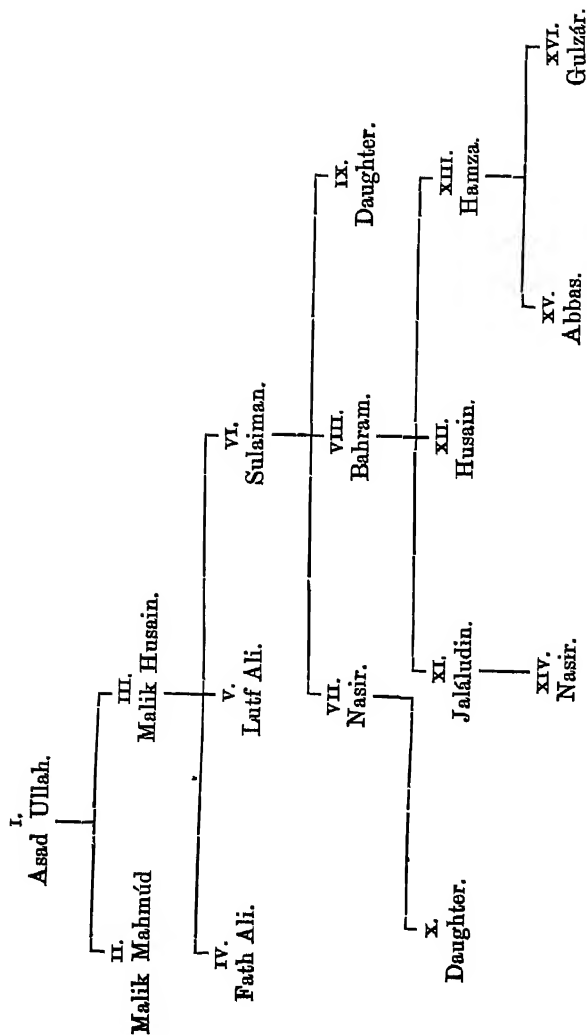 I.
Asad Ullah.
II.
Malik Mahmúd
III.
Malik Husain.
IV.
Fath Ali.
V.
Lutf Ali.
VI.
Sulaiman.
VII.
Nasir.
VIII.
Bahram.
IX.
Daughter.
X.
Daughter.
XI.
Jaláludin.
XII.
Husain.
XIII.
Hamza.
XIV.
Nasir.
XV.
Abbas.
XVI.
Gulzár.